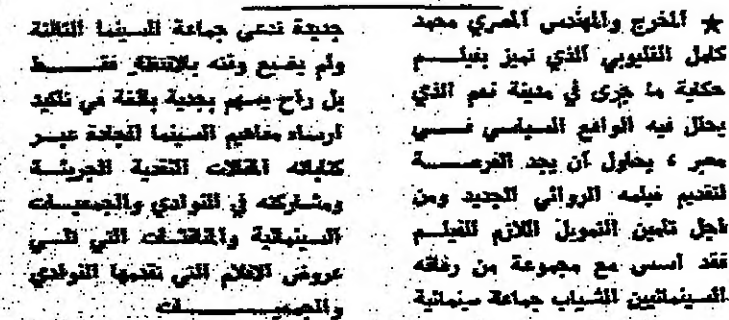 ★ المخرج والمهندس المصري محمد
كامل القليوبي الذي تميز بفيلم
حكاية ما جرى في مدينة نعم الذي
يحلل فيه الواقع السياسي في
مصر ، يحاول أن يجد الفرصة
لتقديم فيلمه الروائي الجديد ومن
أجل تأمين التمويل اللازم للفيلم
فقد اسس مع مجموعة من رفاقه
السينمائيين الشباب جماعة سينمائية
جديدة تدعى جماعة السينما الثالثة
ولم يضيع وقته بالانتظار فقط
بل راح يسهم بجدية بالغة في تأكيد
ارساء مفاهيم السينما الجادة عبر
كتاباته المقالات النقدية الجريئة
ومشاركته في النوادي والجمعيات
السينمائية والمناقشات التي تلي
عروض الافلام التي تقدمها النوادي
والجمعيات